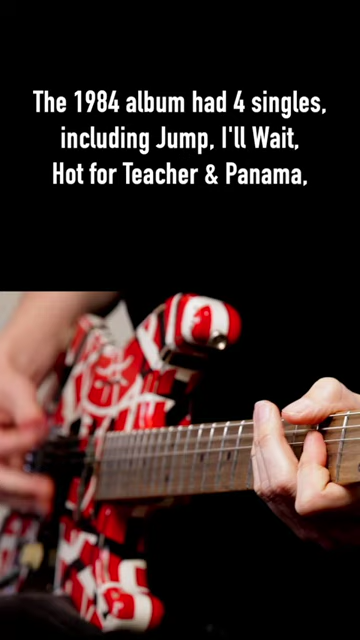 The 1984 album had 4 singles,
including Jump, I'll Wait,
Hot for Teacher & Panama,